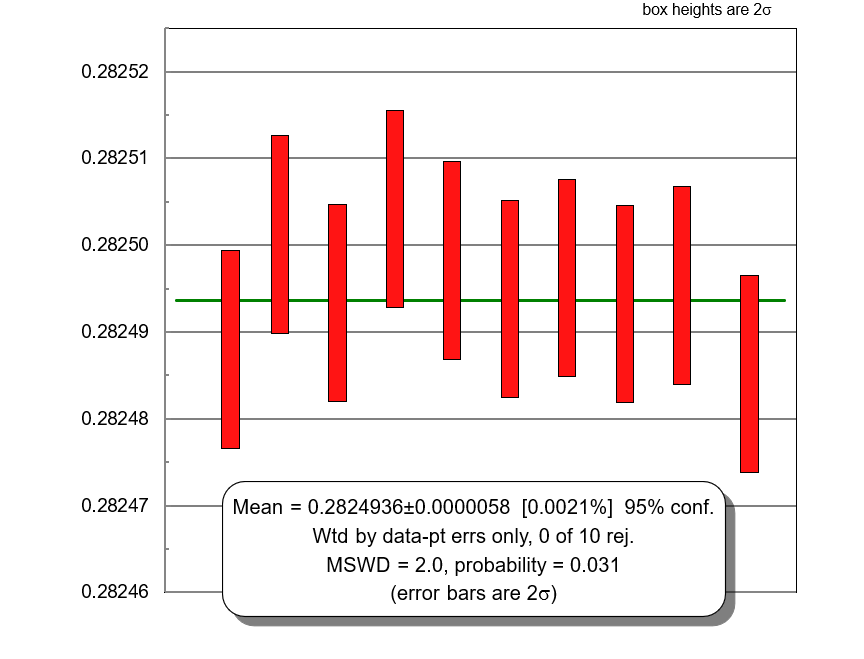 box heights are 2σ
0.28252
0.28251
0.28250
0.28249
0.28248
0.28247
0.28246
Mean = 0.2824936±0.0000058 [0.0021%] 95% conf.
Wtd by data-pt errs only, 0 of 10 rej.
MSWD = 2.0, probability = 0.031
(error bars are 2σ)